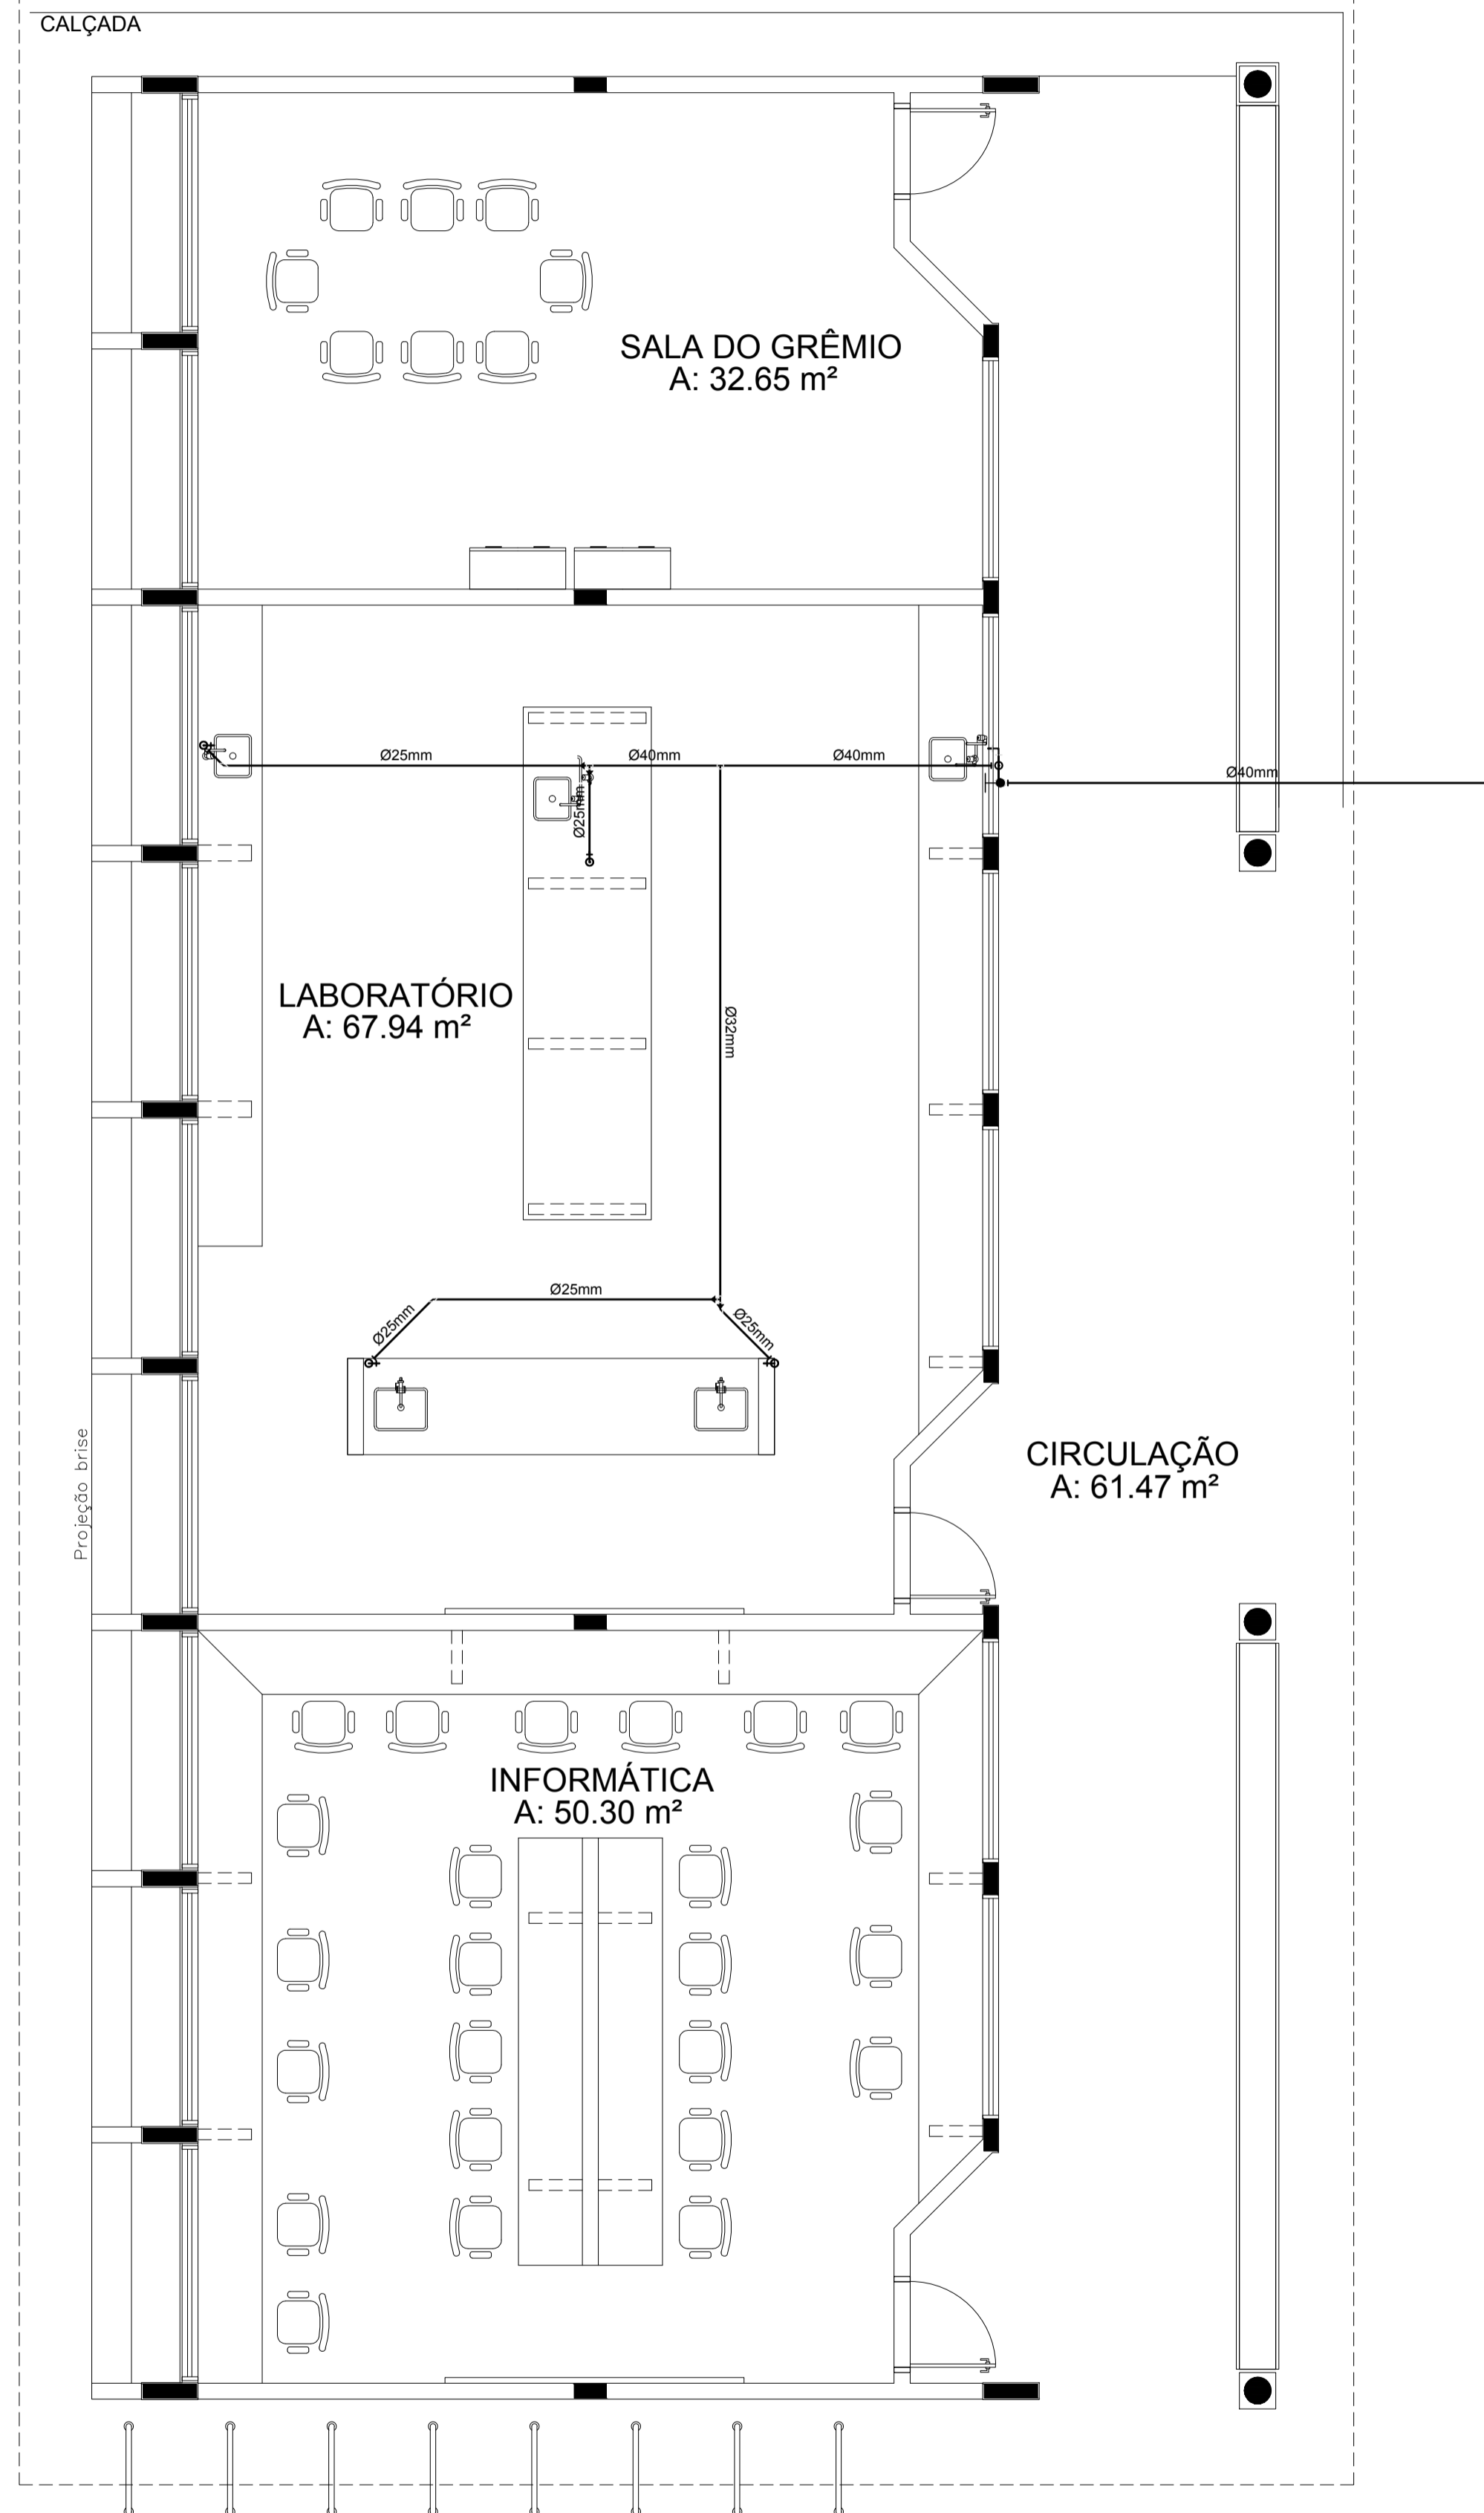 CALÇADA
SALA DO GRÊMIO
A: 32.65 m²
Ø25mm
Ø40mm
Ø40mm
Ø40mm
Ø25mm
LABORATÓRIO
A: 67.94 m²
Ø32mm
Ø25mm
Ø25mm
Ø25mm
Projeção brise
CIRCULAÇÃO
A: 61.47 m²
INFORMÁTICA
A: 50.30 m²